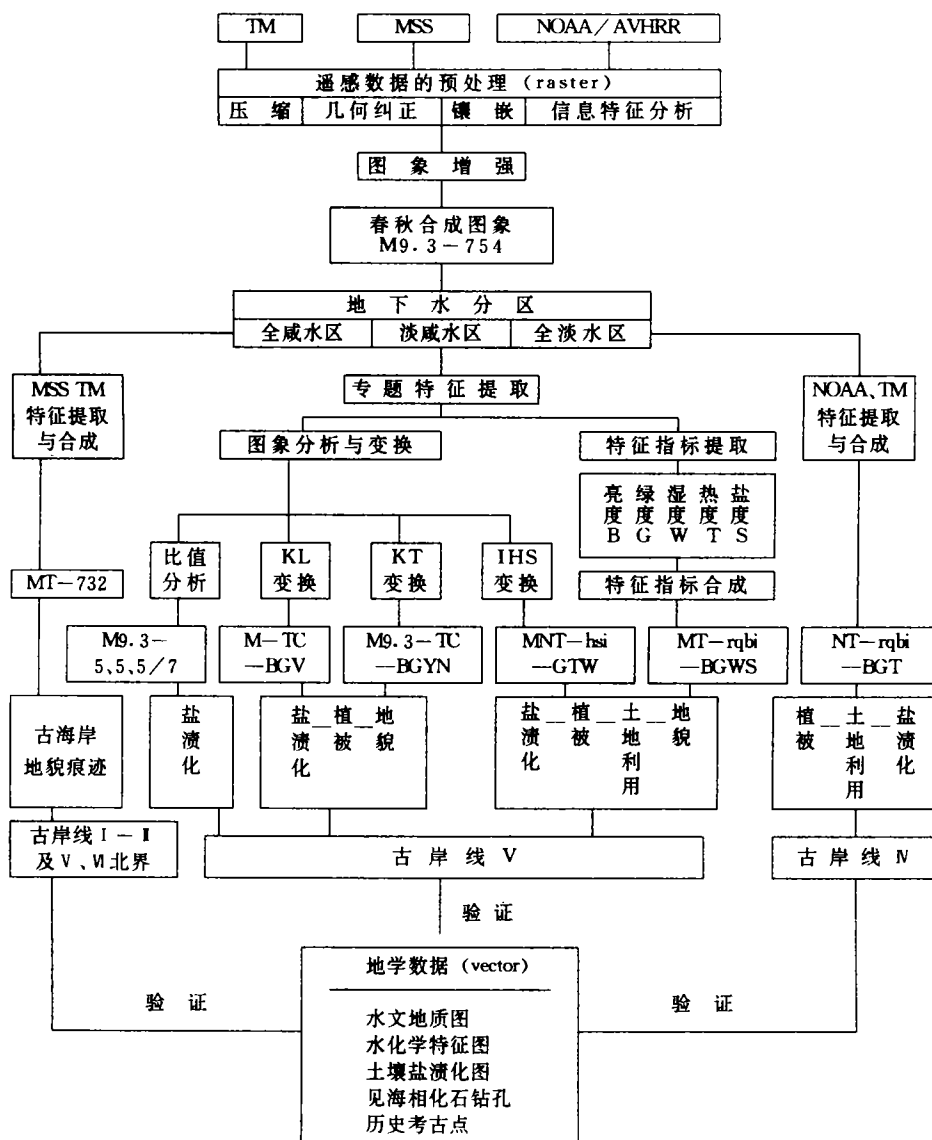 TM
MSS
NOAA／AVHRR
遥感数据的预处理（raster）
压缩
几何纠正
镶嵌
信息特征分析
图象增强
春秋合成图象
M9.3－754
地下水分区
全咸水区
淡咸水区
全淡水区
MSS TM
特征提取
与合成
专题特征提取
NOAA、TM
特征提取
与合成
图象分析与变换
特征指标提取
亮度B
绿度G
湿度W
热度T
盐度S
比值
分析
KL
变换
KT
变换
IHS
变换
特征指标合成
MT－732
M9.3－
5、5、5／7
M－TC
—BGV
M9.3－TC
—BGYN
MNT－hsi
—GTW
MT－rqbi
—BGWS
NT－rqbi
—BGT
古海岸
地貌痕迹
盐渍化
盐渍化—植被—地貌
盐渍化—植被—土地利用—地貌
植被—土地利用—盐渍化
古岸线Ⅰ－Ⅱ
及Ⅴ、Ⅵ北界
古岸线Ⅴ
古岸线Ⅳ
验证
地学数据（vector）
验证
验证
水文地质图
水化学特征图
土壤盐渍化图
见海相化石钻孔
历史考古点